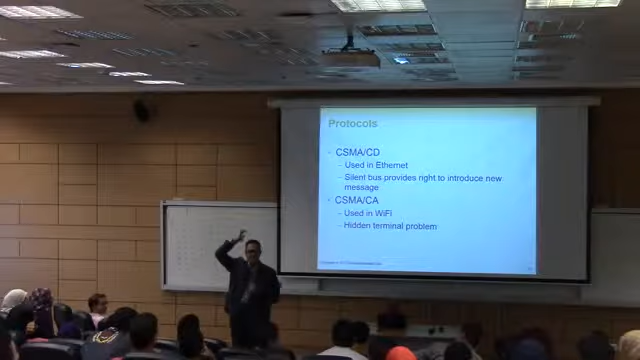 Protocols
- CSMA/CD
– Used in Ethernet
– Silent bus provides right to introduce new
message
- CSMA/CA
– Used in WiFi
– Hidden terminal problem